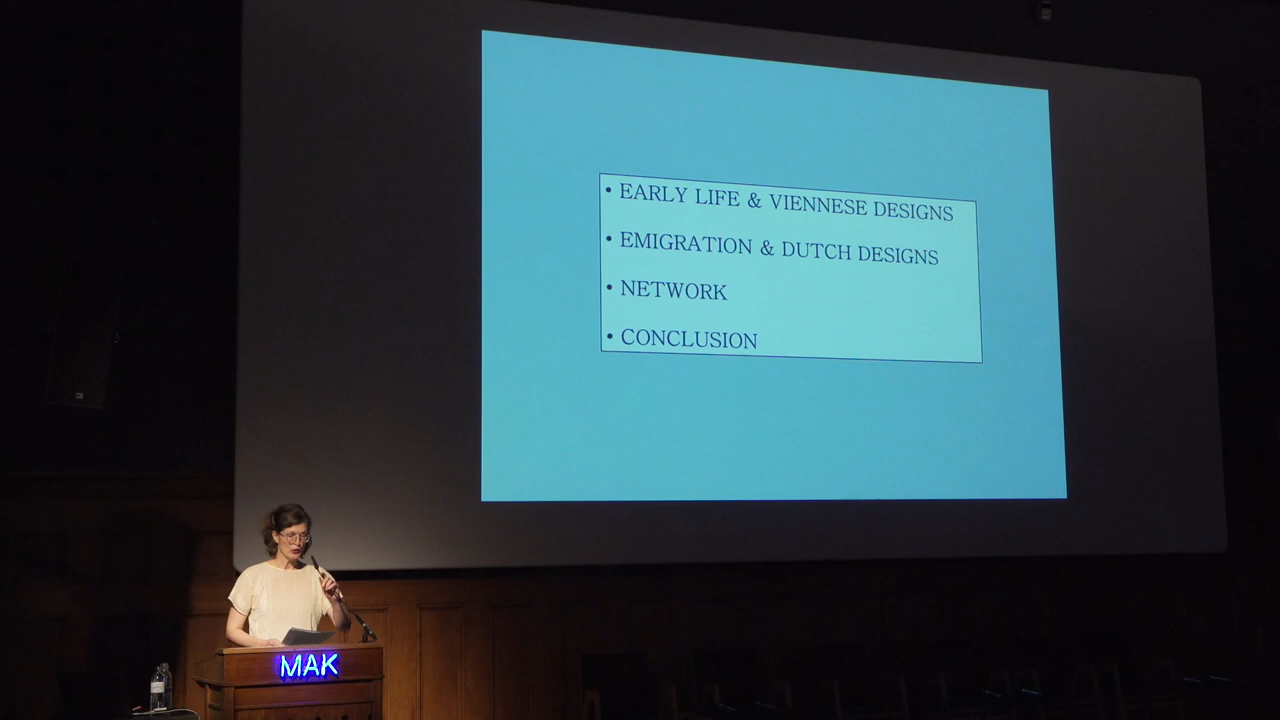 • EARLY LIFE & VIENNESE DESIGNS
• EMIGRATION & DUTCH DESIGNS
• NETWORK
• CONCLUSION
MAK